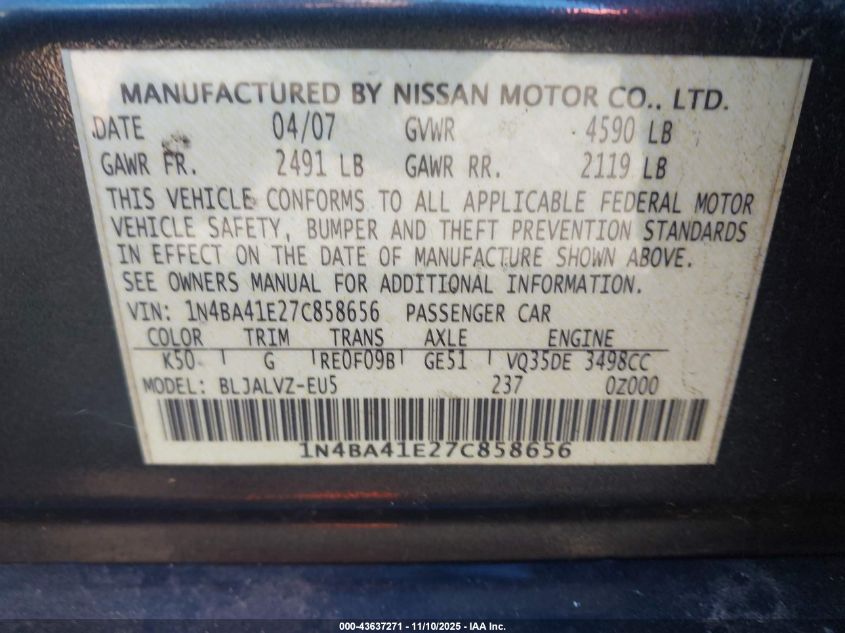 MANUFACTURED BY NISSAN MOTOR CO., LTD.
DATE 04/07 GVWR 4590 LB
GAWR FR. 2491 LB GAWR RR. 2119 LB
THIS VEHICLE CONFORMS TO ALL APPLICABLE FEDERAL MOTOR
VEHICLE SAFETY, BUMPER AND THEFT PREVENTION STANDARDS
IN EFFECT ON THE DATE OF MANUFACTURE SHOWN ABOVE.
SEE OWNERS MANUAL FOR ADDITIONAL INFORMATION.
VIN: 1N4BA41E27C858656 PASSENGER CAR
COLOR TRIM TRANS AXLE ENGINE
K50 G RE0F09B GE51 VQ35DE 3498CC
MODEL: BLJALVZ-EU5 237 0Z000
1N4BA41E27C858656
000-43637271 - 11/10/2025 - IAA Inc.